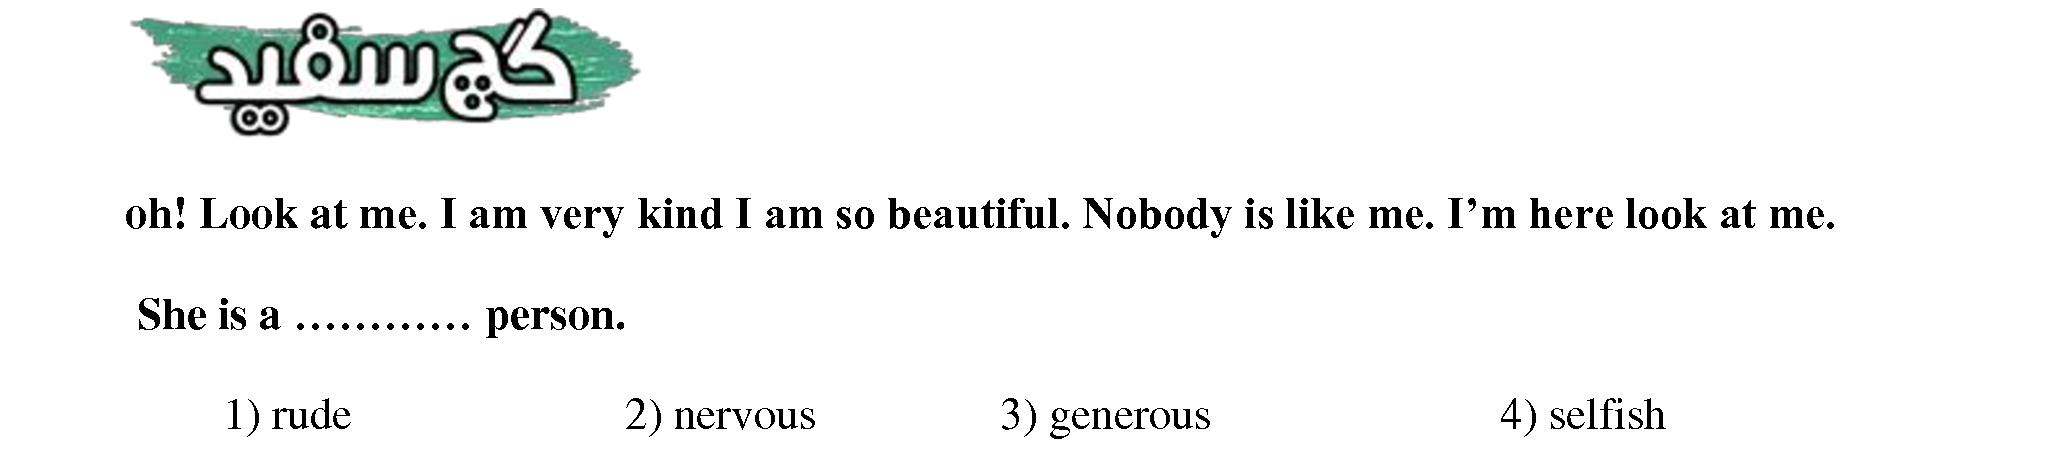 گچ سفید
oh! Look at me. I am very kind I am so beautiful. Nobody is like me. I’m here look at me.
She is a ………… person.
1) rude 2) nervous 3) generous 4) selfish